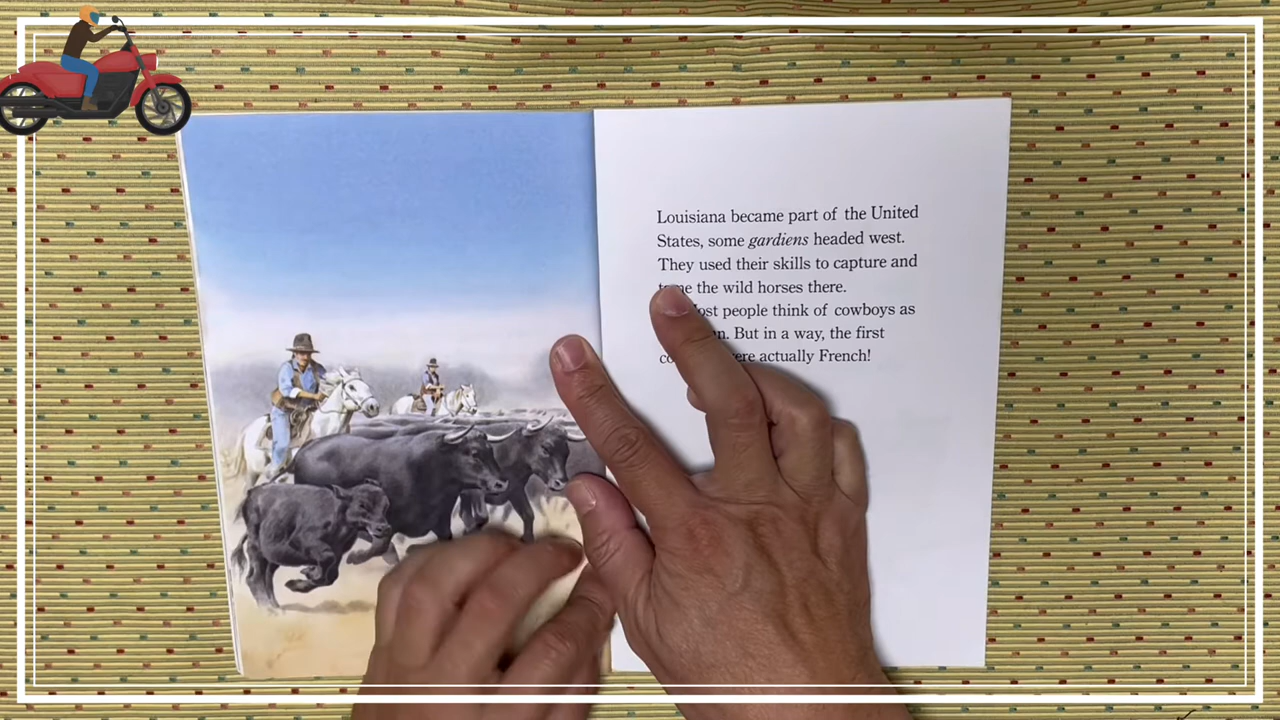 Louisiana became part of the United
States, some gardiens headed west.
They used their skills to capture and
the wild horses there.
people think of cowboys as
But in a way, the first
were actually French!